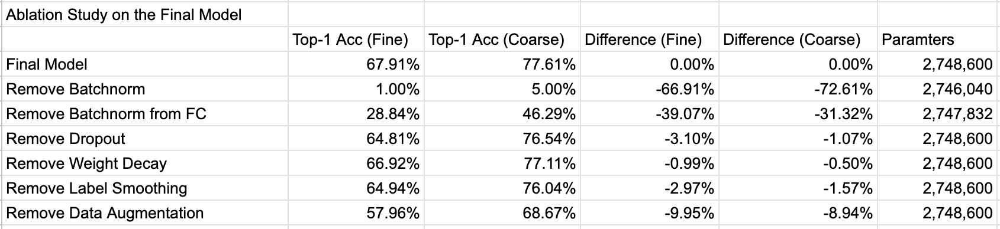 Ablation Study on the Final Model
Top-1 Acc (Fine) Top-1 Acc (Coarse) Difference (Fine) Difference (Coarse) Paramters
Final Model 67.91% 77.61% 0.00% 0.00% 2,748,600
Remove Batchnorm 1.00% 5.00% -66.91% -72.61% 2,746,040
Remove Batchnorm from FC 28.84% 46.29% -39.07% -31.32% 2,747,832
Remove Dropout 64.81% 76.54% -3.10% -1.07% 2,748,600
Remove Weight Decay 66.92% 77.11% -0.99% -0.50% 2,748,600
Remove Label Smoothing 64.94% 76.04% -2.97% -1.57% 2,748,600
Remove Data Augmentation 57.96% 68.67% -9.95% -8.94% 2,748,600